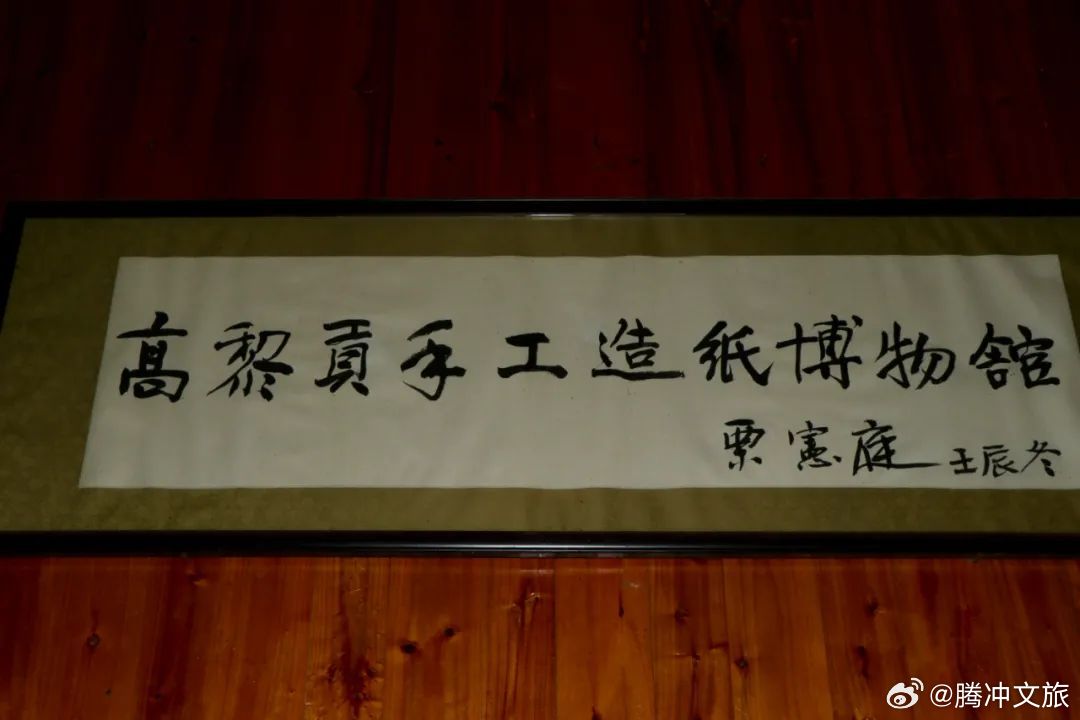 高黎貢手工造紙博物舘
栗憲庭 壬辰冬
@腾冲文旅